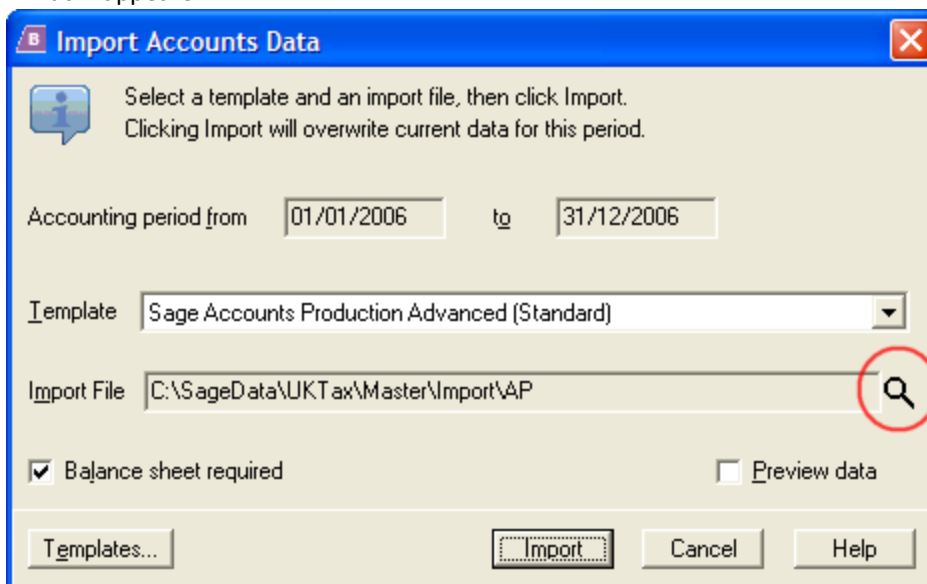 B Import Accounts Data
Select a template and an import file, then click Import.
Clicking Import will overwrite current data for this period.
Accounting period from 01/01/2006 to 31/12/2006
Template Sage Accounts Production Advanced (Standard)
Import File C:\SageData\UKTax\Master\Import\AP
Balance sheet required Preview data
Templates... Import Cancel Help